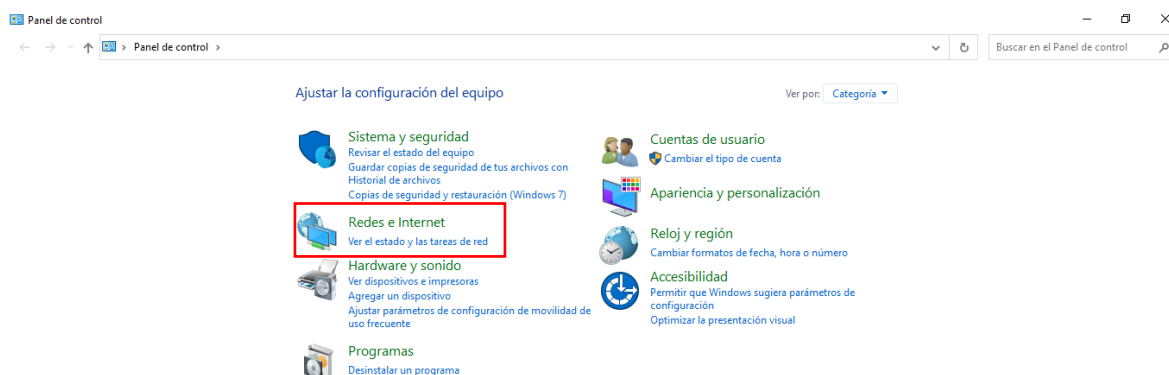 Panel de control
Panel de control
Buscar en el Panel de control
Ajustar la configuración del equipo
Ver por: Categoría
Sistema y seguridad
Revisar el estado del equipo
Guardar copias de seguridad de tus archivos con
Historial de archivos
Copias de seguridad y restauración (Windows 7)
Redes e Internet
Ver el estado y las tareas de red
Hardware y sonido
Ver dispositivos e impresoras
Agregar un dispositivo
Ajustar parámetros de configuración de movilidad de
uso frecuente
Programas
Desinstalar un programa
Cuentas de usuario
Cambiar el tipo de cuenta
Apariencia y personalización
Reloj y región
Cambiar formatos de fecha, hora o número
Accesibilidad
Permitir que Windows sugiera parámetros de
configuración
Optimizar la presentación visual